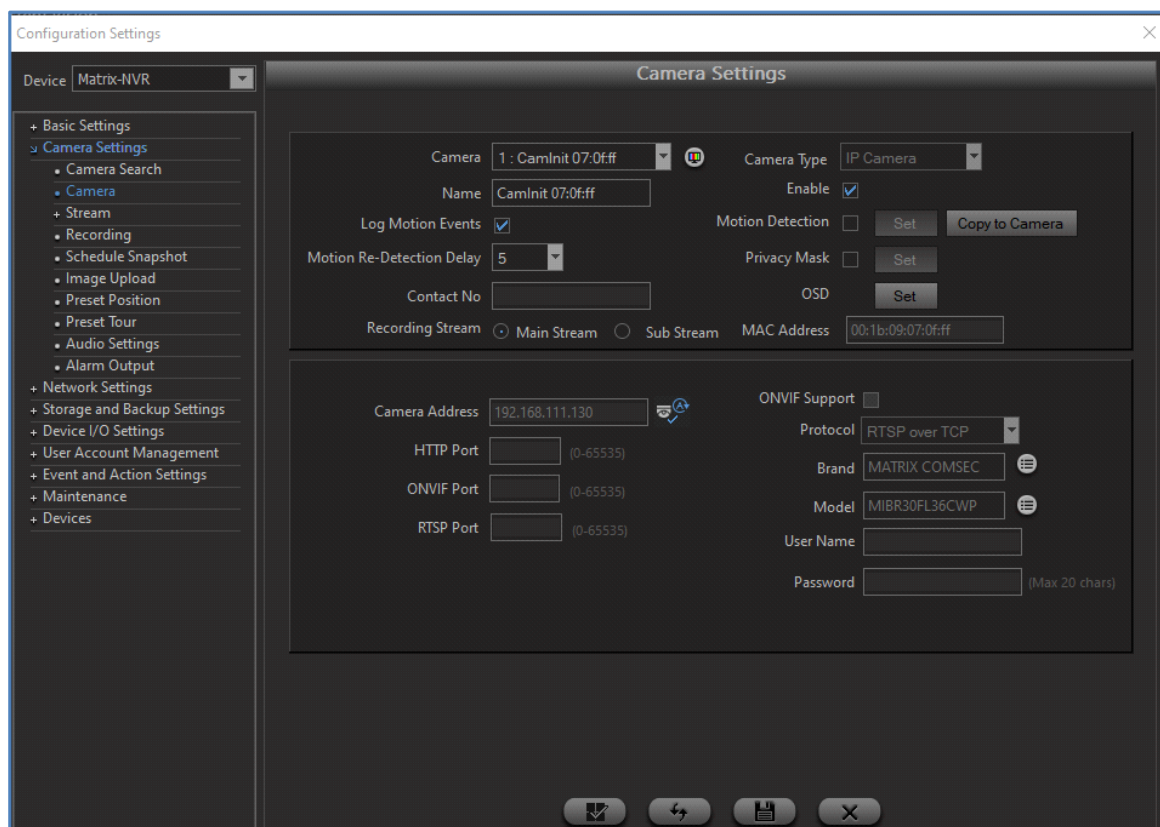 Configuration Settings
Device Matrix-NVR
Camera Settings
+ Basic Settings
Camera Settings
Camera Search
Camera
+ Stream
Recording
Schedule Snapshot
Image Upload
Preset Position
Preset Tour
Audio Settings
Alarm Output
+ Network Settings
+ Storage and Backup Settings
+ Device I/O Settings
+ User Account Management
+ Event and Action Settings
+ Maintenance
+ Devices
Camera 1 : CamInit 07:0f:ff Camera Type IP Camera
Name CamInit 07:0f:ff Enable
Log Motion Events Motion Detection Set Copy to Camera
Motion Re-Detection Delay 5 Privacy Mask Set
Contact No OSD Set
Recording Stream Main Stream Sub Stream MAC Address 00:1b:09:07:0f:ff
Camera Address 192.168.111.130 ONVIF Support
Protocol RTSP over TCP
HTTP Port (0-65535)
Brand MATRIX COMSEC
ONVIF Port (0-65535)
Model MIBR30FL36CWP
RTSP Port (0-65535)
User Name
Password (Max 20 chars)